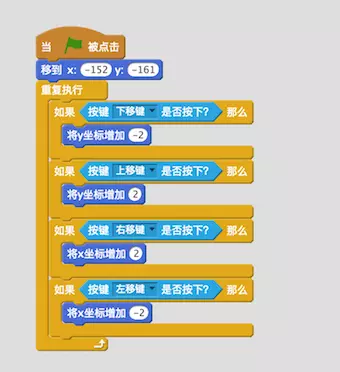 当 被点击
移到 x: -152 y: -161
重复执行
如果 按键 下移键 是否按下? 那么
将y坐标增加 -2
如果 按键 上移键 是否按下? 那么
将y坐标增加 2
如果 按键 右移键 是否按下? 那么
将x坐标增加 2
如果 按键 左移键 是否按下? 那么
将x坐标增加 -2